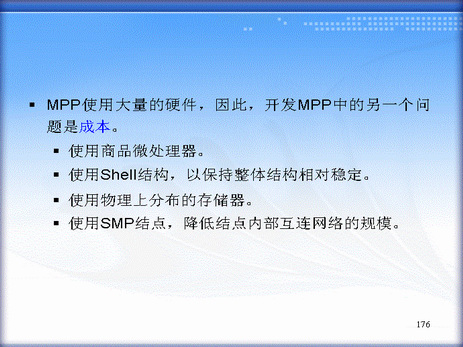 MPP使用大量的硬件，因此，开发MPP中的另一个问
题是成本。
使用商品微处理器。
使用Shell结构，以保持整体结构相对稳定。
使用物理上分布的存储器。
使用SMP结点，降低结点内部互连网络的规模。
176